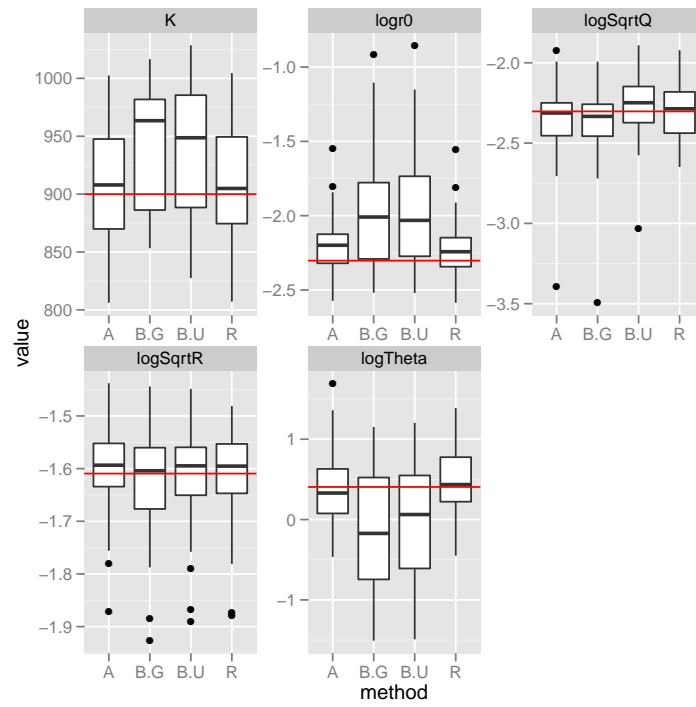 K
logr0
logSqrtQ
1000
950
900
850
800
−1.0
−1.5
−2.0
−2.5
−2.0
−2.5
−3.0
−3.5
A B.G B.U R
A B.G B.U R
A B.G B.U R
value
logSqrtR
logTheta
−1.5
−1.6
−1.7
−1.8
−1.9
1
0
−1
A B.G B.U R
A B.G B.U R
method